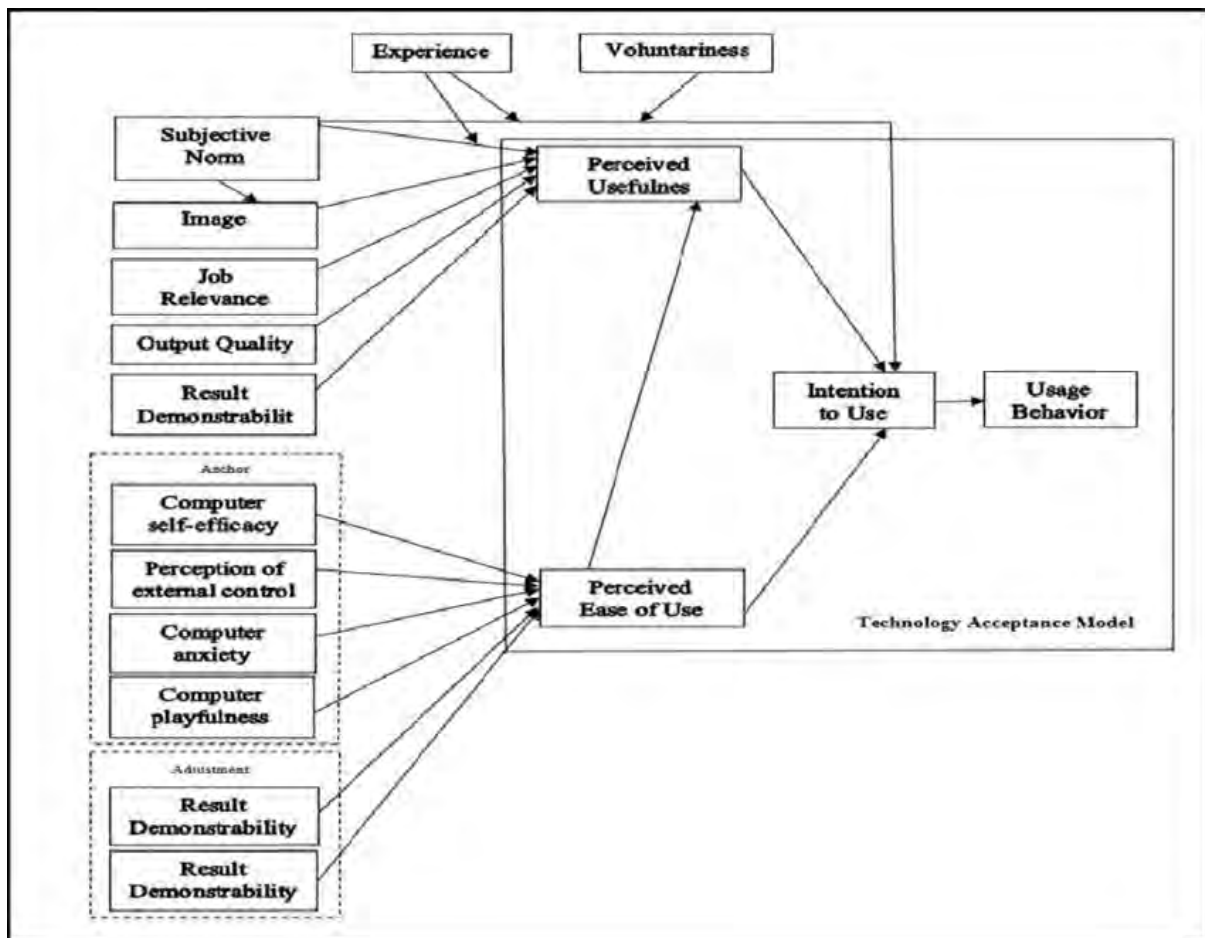 Experience
Voluntariness
Subjective
Norm
Perceived
Usefulnes
Image
Job
Relevance
Output Quality
Result
Demonstrabilit
Intention
to Use
Usage
Behavior
Anchor
Computer
self-efficacy
Perception of
external control
Perceived
Ease of Use
Computer
anxiety
Technology Acceptance Model
Computer
playfulness
Adjustment
Result
Demonstrability
Result
Demonstrability